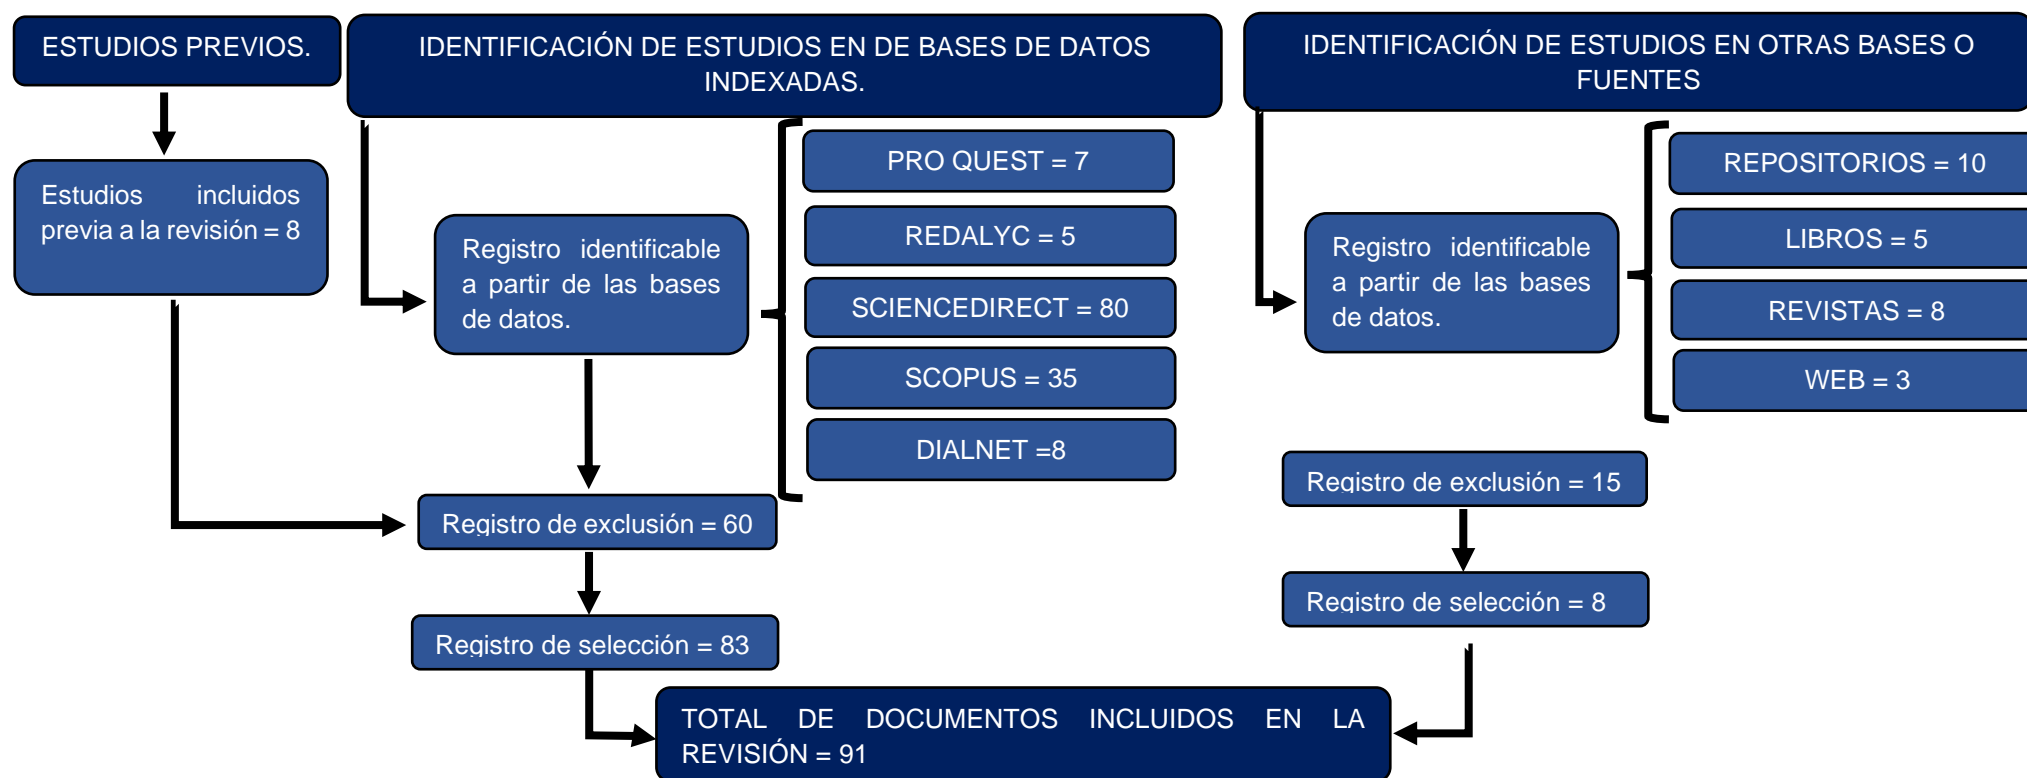 ESTUDIOS PREVIOS.
Estudios incluidos
previa a la revisión = 8
IDENTIFICACIÓN DE ESTUDIOS EN DE BASES DE DATOS
INDEXADAS.
Registro identificable
a partir de las bases
de datos.
PRO QUEST = 7
REDALYC = 5
SCIENCEDIRECT = 80
SCOPUS = 35
DIALNET =8
Registro de exclusión = 60
Registro de selección = 83
IDENTIFICACIÓN DE ESTUDIOS EN OTRAS BASES O
FUENTES
Registro identificable
a partir de las bases
de datos.
REPOSITORIOS = 10
LIBROS = 5
REVISTAS = 8
WEB = 3
Registro de exclusión = 15
Registro de selección = 8
TOTAL DE DOCUMENTOS INCLUIDOS EN LA
REVISIÓN = 91